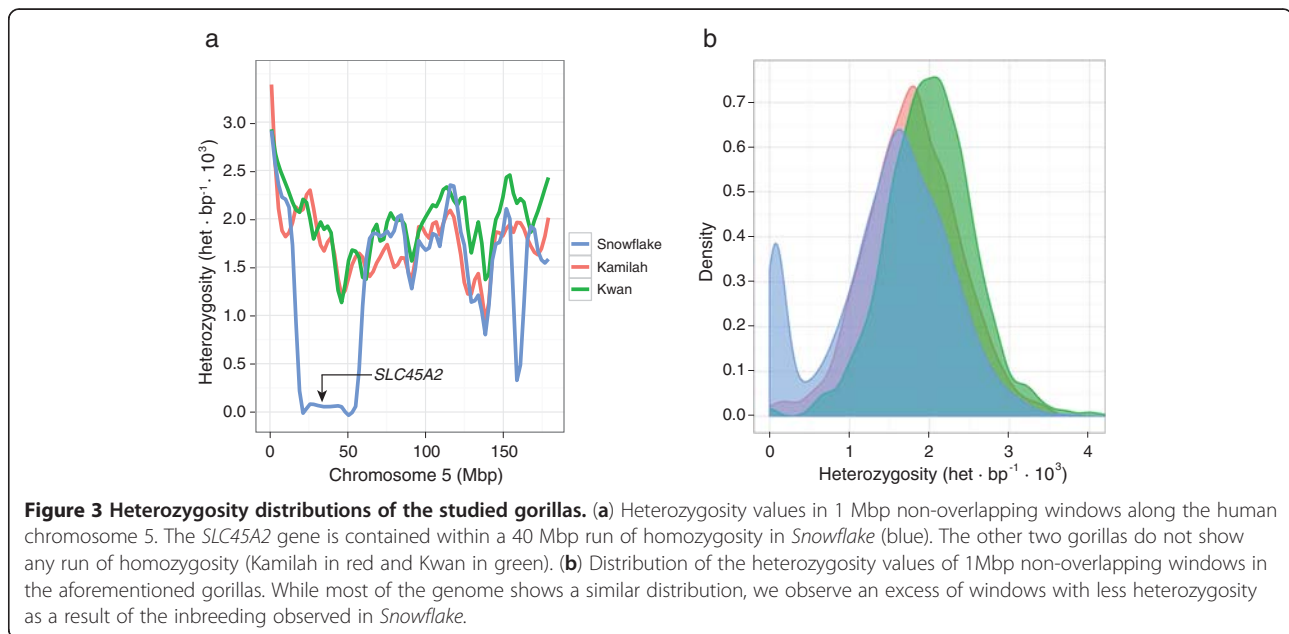 a
Heterozygosity (het · bp⁻¹ · 10³)
3.0
2.5
2.0
1.5
1.0
0.5
0.0
SLC45A2
0
50
100
150
Chromosome 5 (Mbp)
Snowflake
Kamilah
Kwan
b
Density
0.7
0.6
0.5
0.4
0.3
0.2
0.1
0.0
0
1
2
3
4
Heterozygosity (het · bp⁻¹ · 10³)
Figure 3 Heterozygosity distributions of the studied gorillas. (a) Heterozygosity values in 1 Mbp non-overlapping windows along the human
chromosome 5. The SLC45A2 gene is contained within a 40 Mbp run of homozygosity in Snowflake (blue). The other two gorillas do not show
any run of homozygosity (Kamilah in red and Kwan in green). (b) Distribution of the heterozygosity values of 1Mbp non-overlapping windows in
the aforementioned gorillas. While most of the genome shows a similar distribution, we observe an excess of windows with less heterozygosity
as a result of the inbreeding observed in Snowflake.